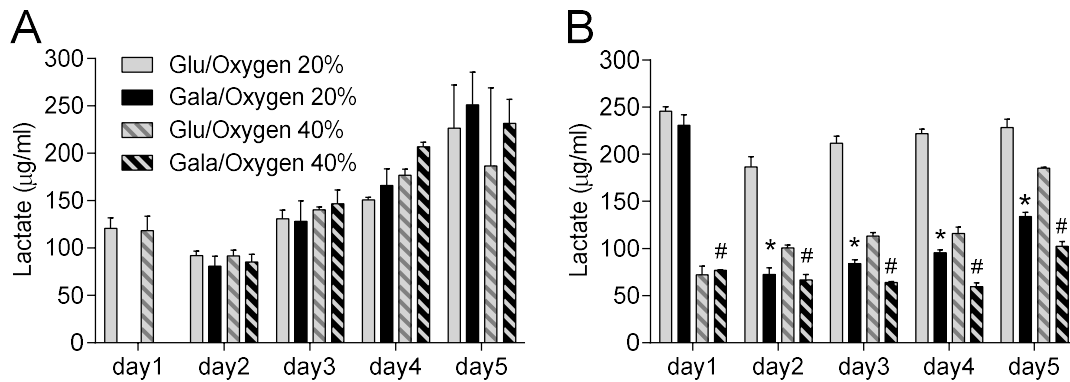 A
Lactate (μg/ml)
300
250
200
150
100
50
0
Glu/Oxygen 20%
Gala/Oxygen 20%
Glu/Oxygen 40%
Gala/Oxygen 40%
day1 day2 day3 day4 day5
B
Lactate (μg/ml)
300
250
200
150
100
50
0
#
* #
* #
* #
* #
day1 day2 day3 day4 day5